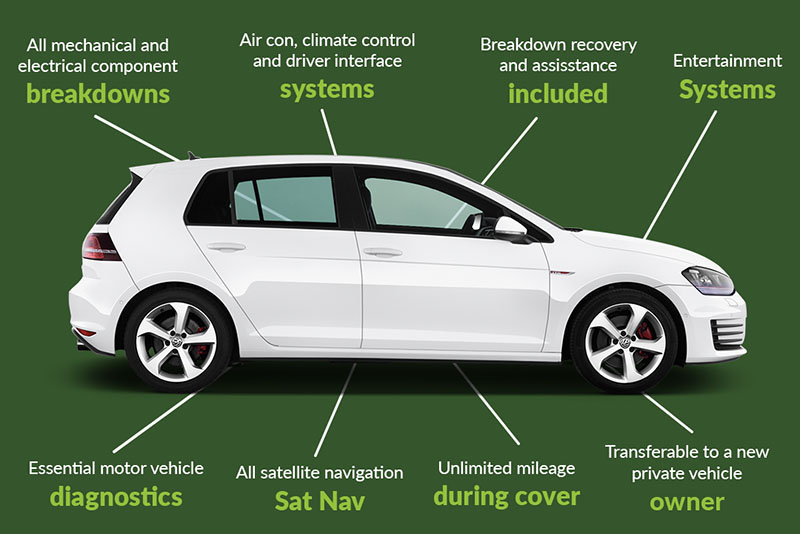 All mechanical and
electrical component
breakdowns
Air con, climate control
and driver interface
systems
Breakdown recovery
and assisstance
included
Entertainment
Systems
Essential motor vehicle
diagnostics
All satellite navigation
Sat Nav
Unlimited mileage
during cover
Transferable to a new
private vehicle
owner